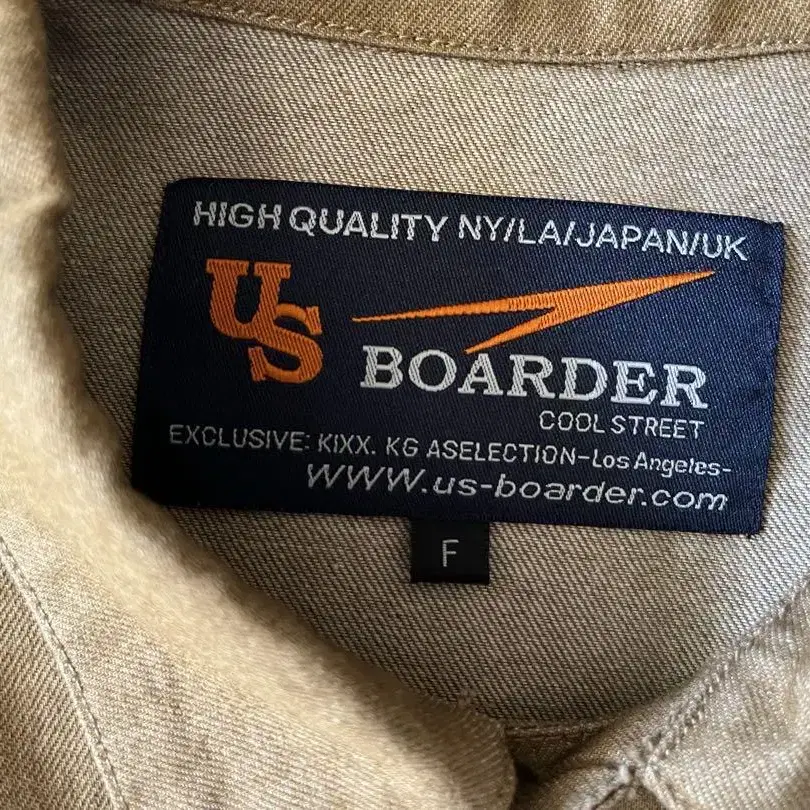 HIGH QUALITY NY/LA/JAPAN/UK
US
BOARDER
COOL STREET
EXCLUSIVE: KIXX. KG ASELECTION-Los Angeles-
WWW.us-boarder.com
F